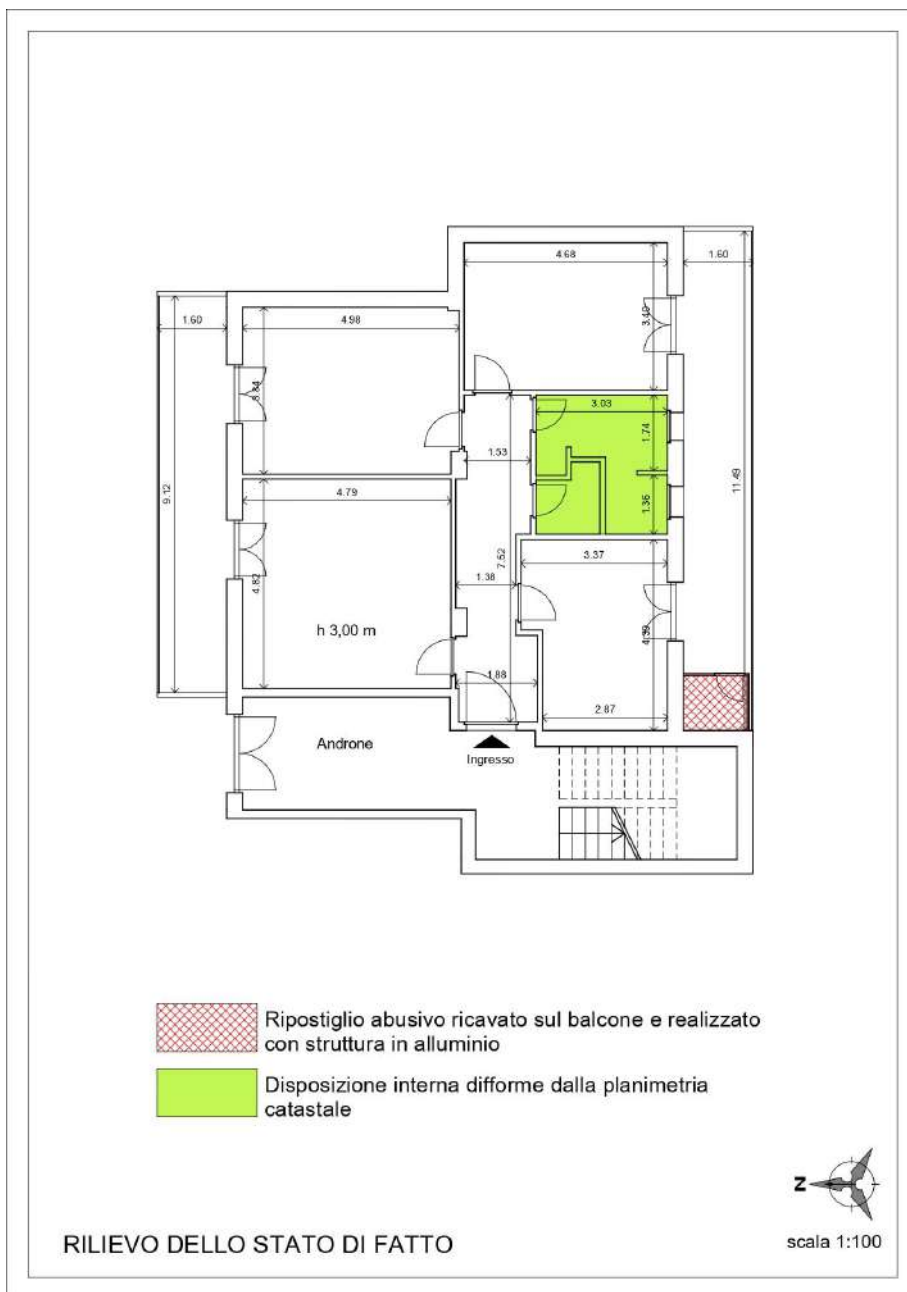 4.68
1.60
1.60
4.98
3.40
3.84
3.03
1.74
1.53
11.49
9.12
4.79
1.36
7.52
3.37
1.38
4.82
h 3,00 m
4.39
1.88
2.87
Androne
Ingresso
Ripostiglio abusivo ricavato sul balcone e realizzato
con struttura in alluminio
Disposizione interna difforme dalla planimetria
catastale
N
RILIEVO DELLO STATO DI FATTO
scala 1:100